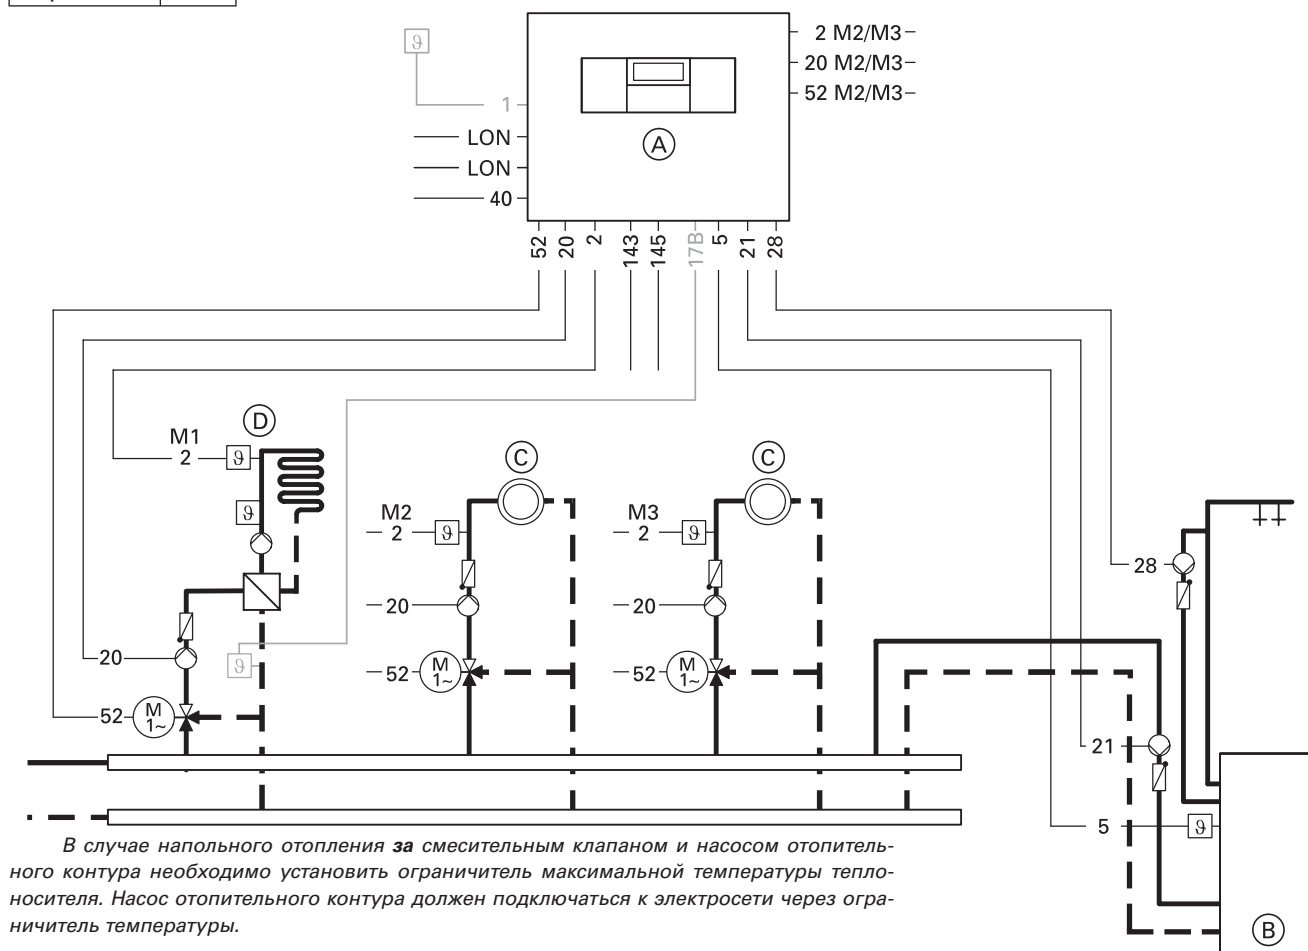 2 M2/M3
20 M2/M3
52 M2/M3
ϑ
1
LON
LON
40
A
52
20
2
143
145
17B
5
21
28
D
M1
2
ϑ
ϑ
20
ϑ
52
M
1~
C
M2
2
ϑ
20
52
M
1~
C
M3
2
ϑ
20
52
M
1~
28
21
5
ϑ
B
В случае напольного отопления за смесительным клапаном и насосом отопитель-
ного контура необходимо установить ограничитель максимальной температуры тепло-
носителя. Насос отопительного контура должен подключаться к электросети через огра-
ничитель температуры.